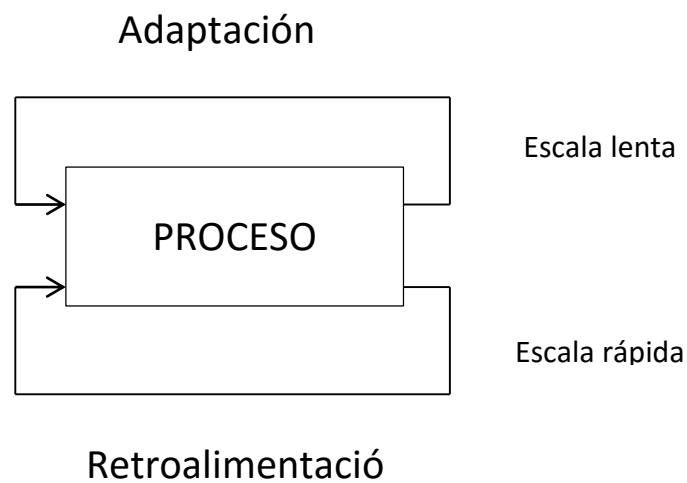 Adaptación
Escala lenta
PROCESO
Escala rápida
Retroalimentació